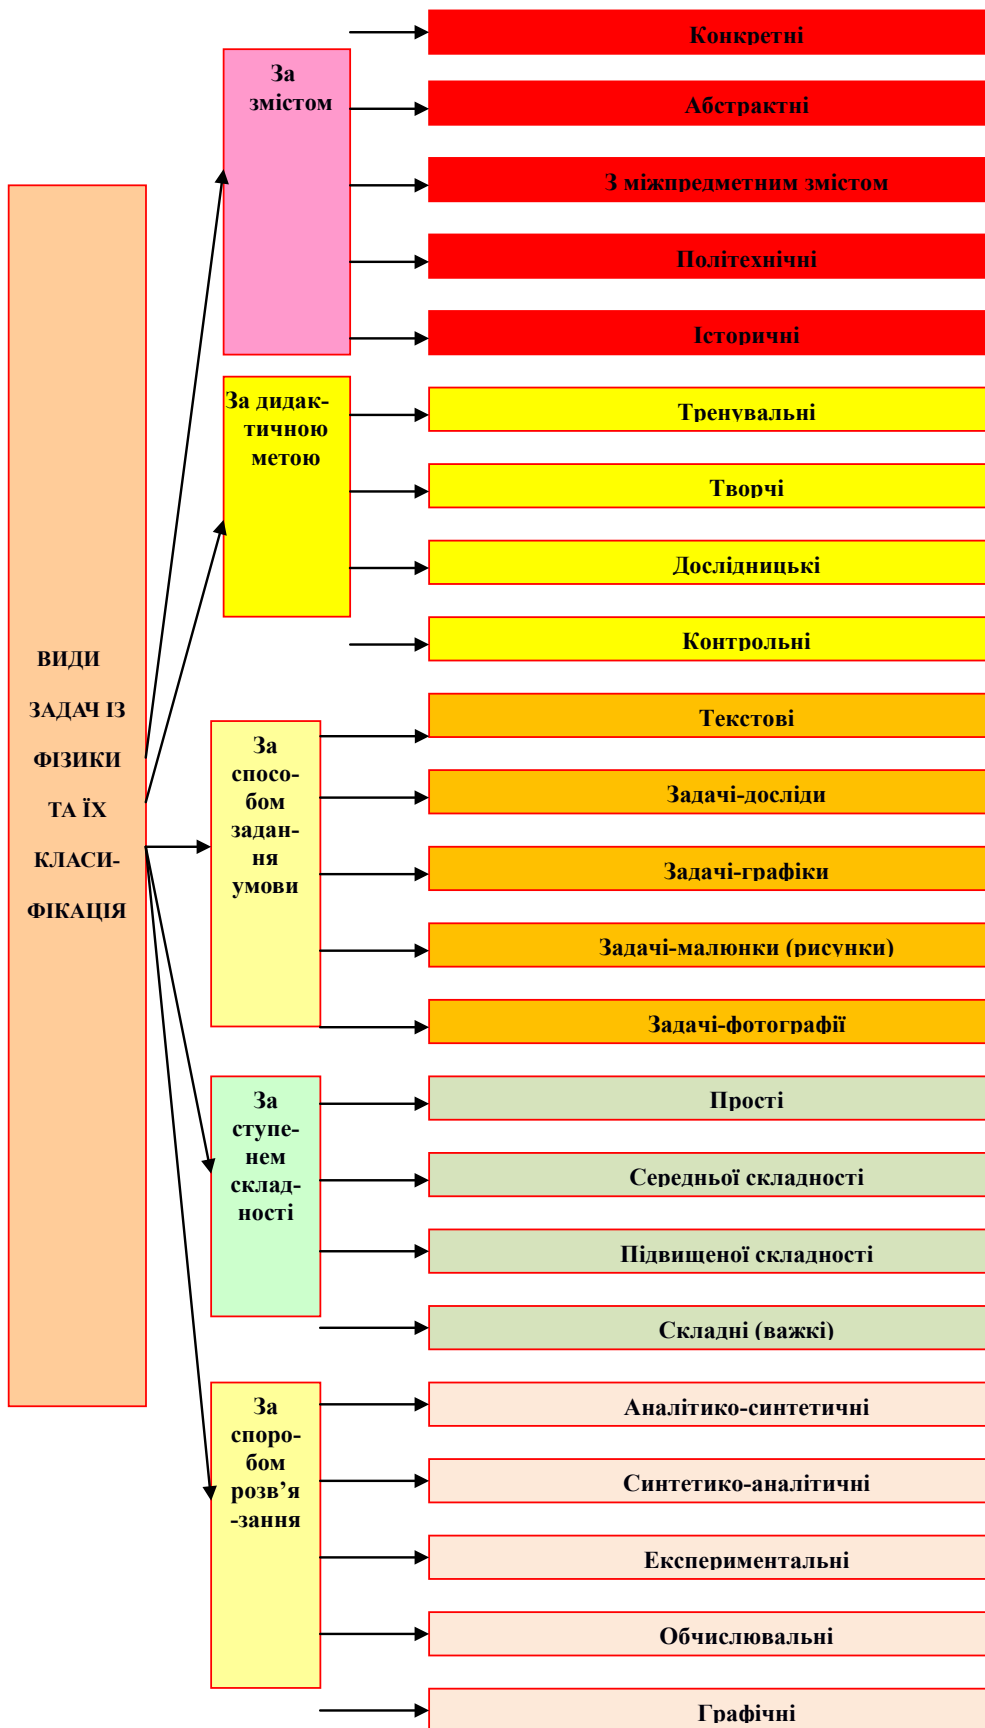 ВИДИ
ЗАДАЧ ІЗ
ФІЗИКИ
ТА ЇХ
КЛАСИ-
ФІКАЦІЯ
За
змістом
Конкретні
Абстрактні
З міжпредметним змістом
Політехнічні
Історичні
За дидак-
тичною
метою
Тренувальні
Творчі
Дослідницькі
Контрольні
За
спосо-
бом
задан-
ня
умови
Текстові
Задачі-досліди
Задачі-графіки
Задачі-малюнки (рисунки)
Задачі-фотографії
За
ступе-
нем
склад-
ності
Прості
Середньої складності
Підвищеної складності
Складні (важкі)
За
споро-
бом
розв’я
-зання
Аналітико-синтетичні
Синтетико-аналітичні
Експериментальні
Обчислювальні
Графічні